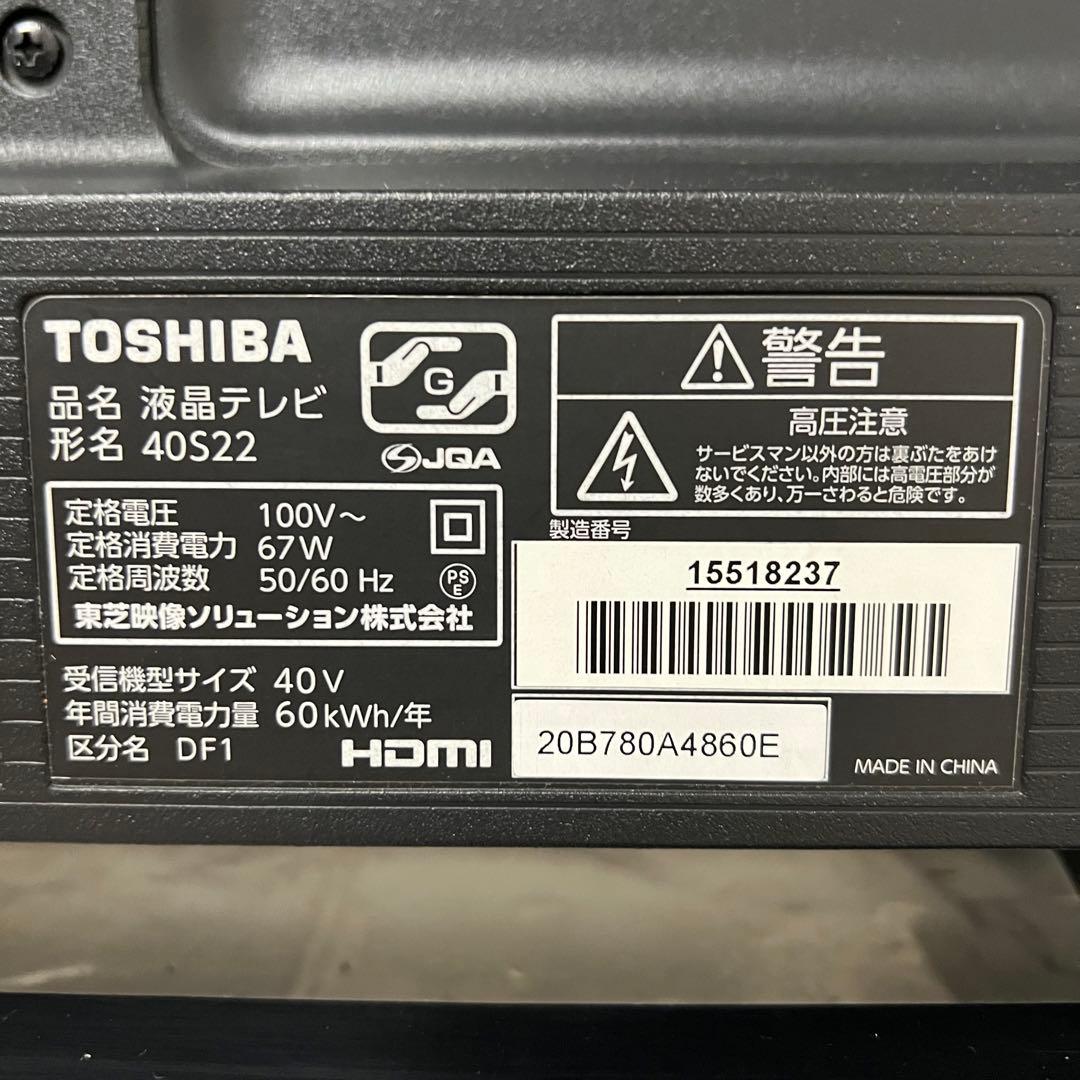 TOSHIBA
品名 液晶テレビ
形名 40S22
G
JQA
定格電圧 100V～
定格消費電力 67W
定格周波数 50/60 Hz
PS
E
東芝映像ソリューション株式会社
受信機型サイズ 40V
年間消費電力量 60kWh/年
区分名 DF1
HDMI
警告
高圧注意
サービスマン以外の方は裏ぶたをあけ
ないでください。内部には高電圧部分が
数多くあり、万一さわると危険です。
製造番号
15518237
20B780A4860E
MADE IN CHINA